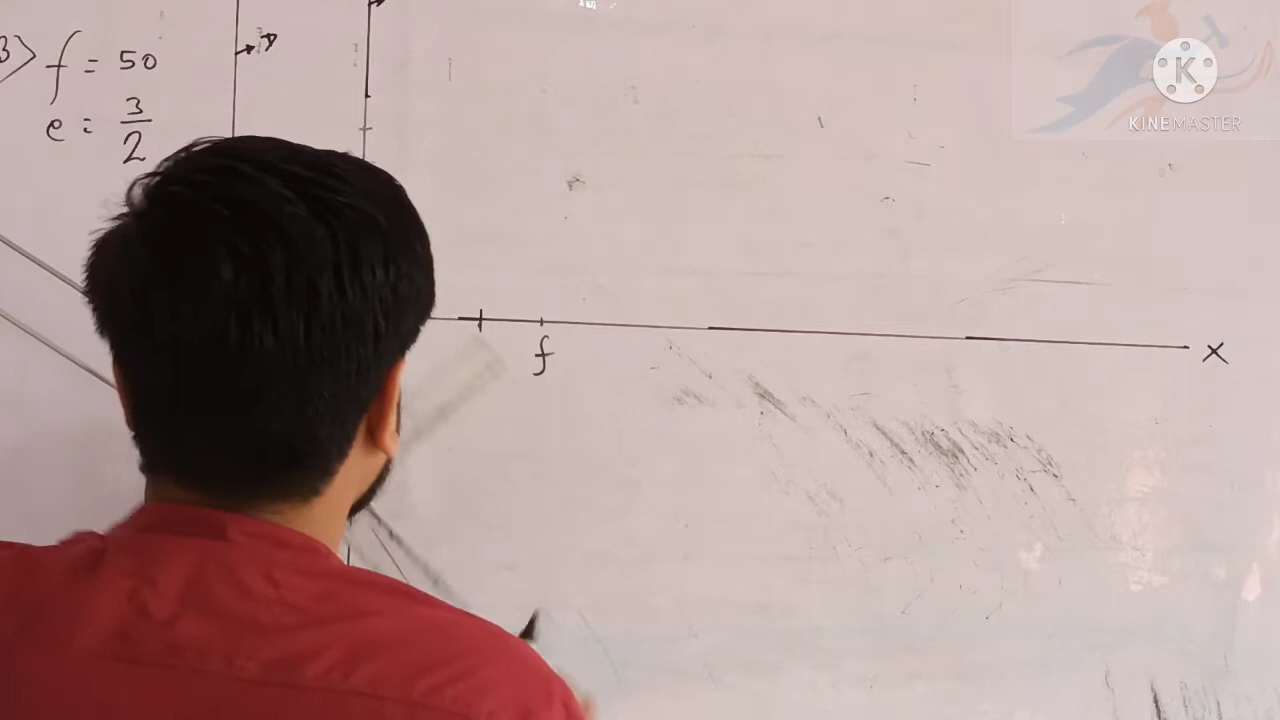 3> f = 50
e = 3/2
f
x
K
KINEMASTER